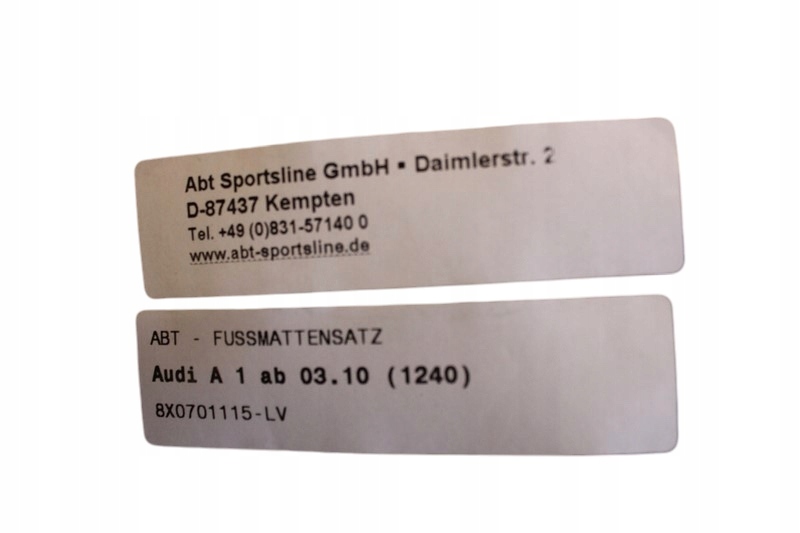 Abt Sportsline GmbH ▪ Daimlerstr. 2
D-87437 Kempten
Tel. +49 (0)831-57140 0
www.abt-sportsline.de
ABT - FUSSMATTENSATZ
Audi A 1 ab 03.10 (1240)
8X0701115-LV